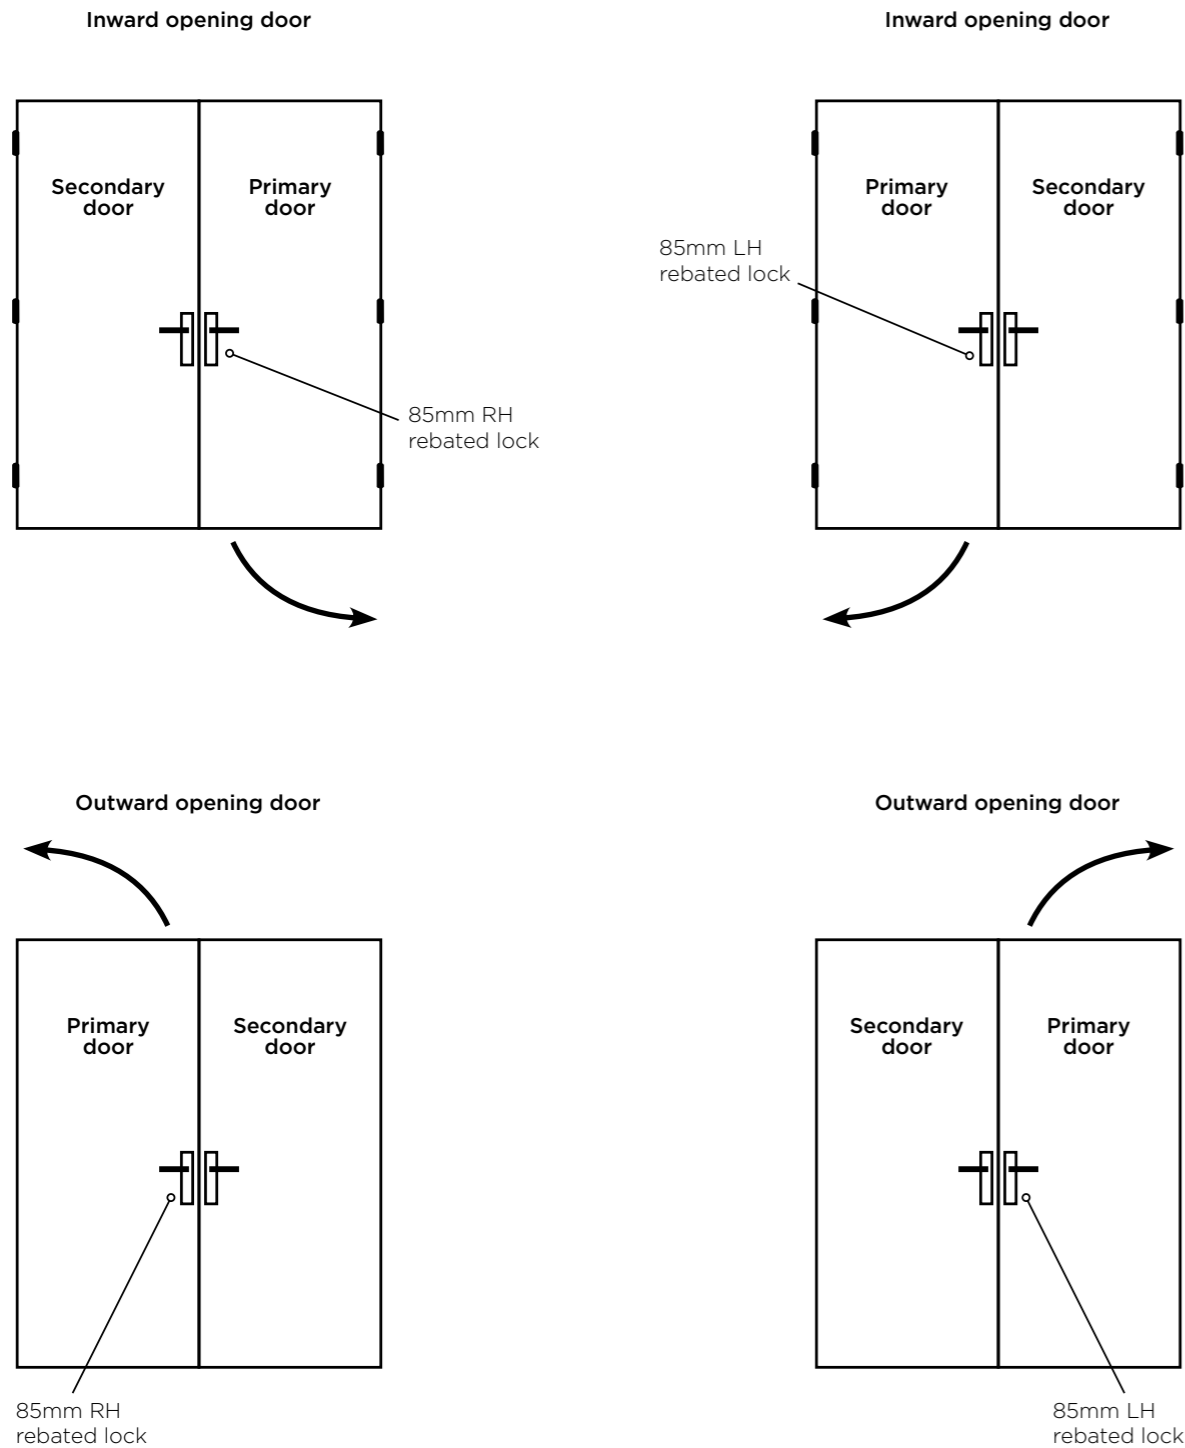 Inward opening door
Secondary
door
Primary
door
85mm RH
rebated lock
Inward opening door
Primary
door
Secondary
door
85mm LH
rebated lock
Outward opening door
Primary
door
Secondary
door
85mm RH
rebated lock
Outward opening door
Secondary
door
Primary
door
85mm LH
rebated lock